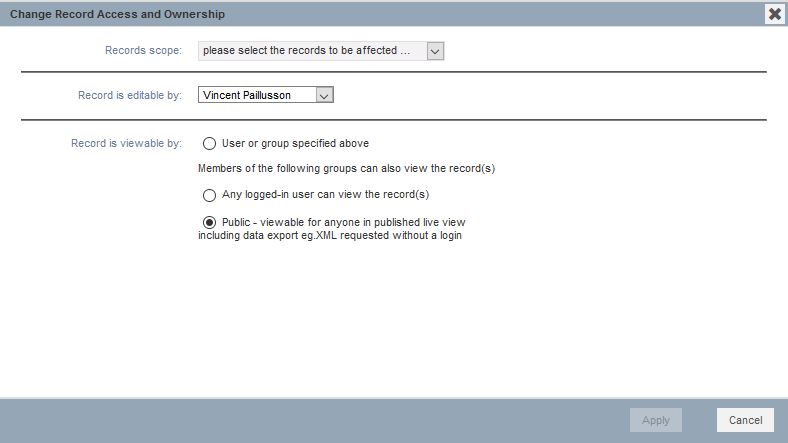 Change Record Access and Ownership
Records scope: please select the records to be affected ...
Record is editable by: Vincent Paillusson
Record is viewable by: User or group specified above
Members of the following groups can also view the record(s)
Any logged-in user can view the record(s)
Public - viewable for anyone in published live view
including data export eg.XML requested without a login
Apply Cancel